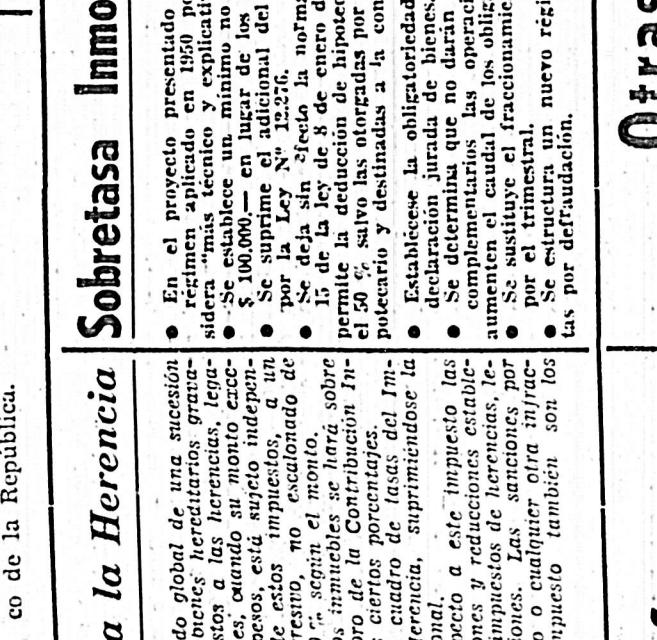 co de la República.
a la Herencia
do global de una sucesión
bienes hereditarios grava-
stos a las herencias, lega-
es, cuando su monto exce-
pesos, está sujeto indepen-
e estos impuestos, a un
resivo, no escalonado de
según el monto.
s inmuebles se hará sobre
ro de la Contribución In-
s ciertos porcentajes.
cuadro de tasas del Im-
erencia, suprimiéndose la
onal.
pecto a este impuesto las
nes y reducciones estable-
impuestos de herencias, le-
ones. Las sanciones por
o cualquier otra infrac-
mpuesto también son los
Sobretasa Inmo
● En el proyecto presentado
régimen aplicado en 1950 po
sidera "más técnico y explicati
● Se establece un mínimo no
$ 100.000.— en lugar de los
● Se suprime el adicional del
por la Ley Nº 12.276.
● Se deja sin efecto la norma
15 de la ley de 8 de enero d
permite la deducción de hipotec
el 50 % salvo las otorgadas por
potecario y destinadas a la con
● Establécese la obligatoriedad
declaración jurada de bienes.
● Se determina que no darán
complementarios las operaci
aumenten el caudal de los oblig
● Se sustituye el fraccionamie
por el trimestral.
● Se estructura un nuevo régi
tas por defraudación.
Otras